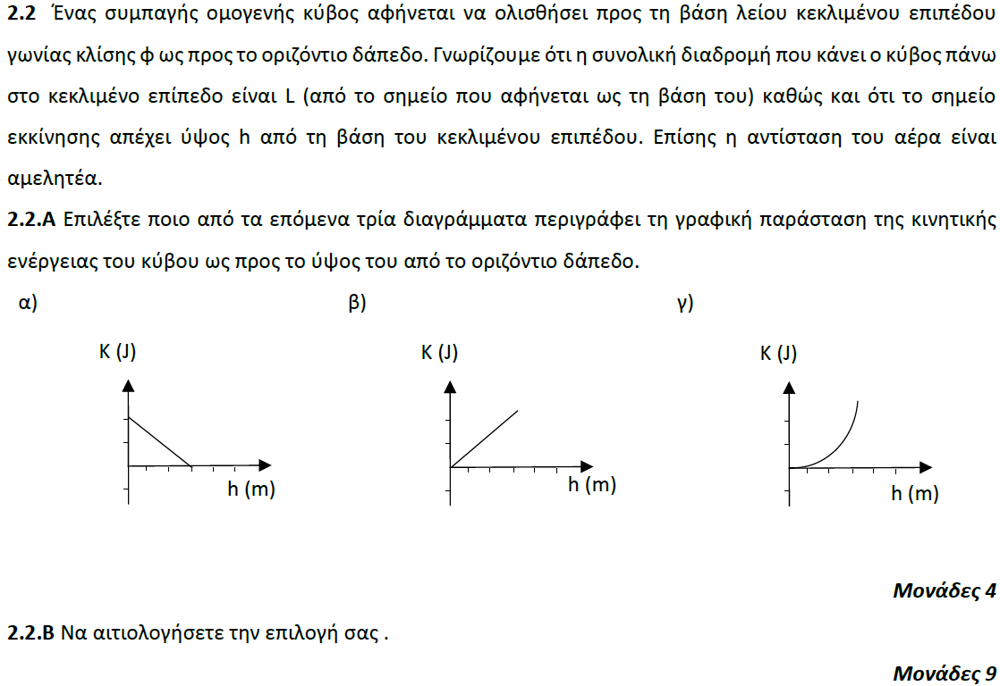 2.2 Ένας συμπαγής ομογενής κύβος αφήνεται να ολισθήσει προς τη βάση λείου κεκλιμένου επιπέδου
γωνίας κλίσης φ ως προς το οριζόντιο δάπεδο. Γνωρίζουμε ότι η συνολική διαδρομή που κάνει ο κύβος πάνω
στο κεκλιμένο επίπεδο είναι L (από το σημείο που αφήνεται ως τη βάση του) καθώς και ότι το σημείο
εκκίνησης απέχει ύψος h από τη βάση του κεκλιμένου επιπέδου. Επίσης η αντίσταση του αέρα είναι
αμελητέα.
2.2.Α Επιλέξτε ποιο από τα επόμενα τρία διαγράμματα περιγράφει τη γραφική παράσταση της κινητικής
ενέργειας του κύβου ως προς το ύψος του από το οριζόντιο δάπεδο.
α) β) γ)
K (J) K (J) K (J)
h (m) h (m) h (m)
Μονάδες 4
2.2.Β Να αιτιολογήσετε την επιλογή σας .
Μονάδες 9